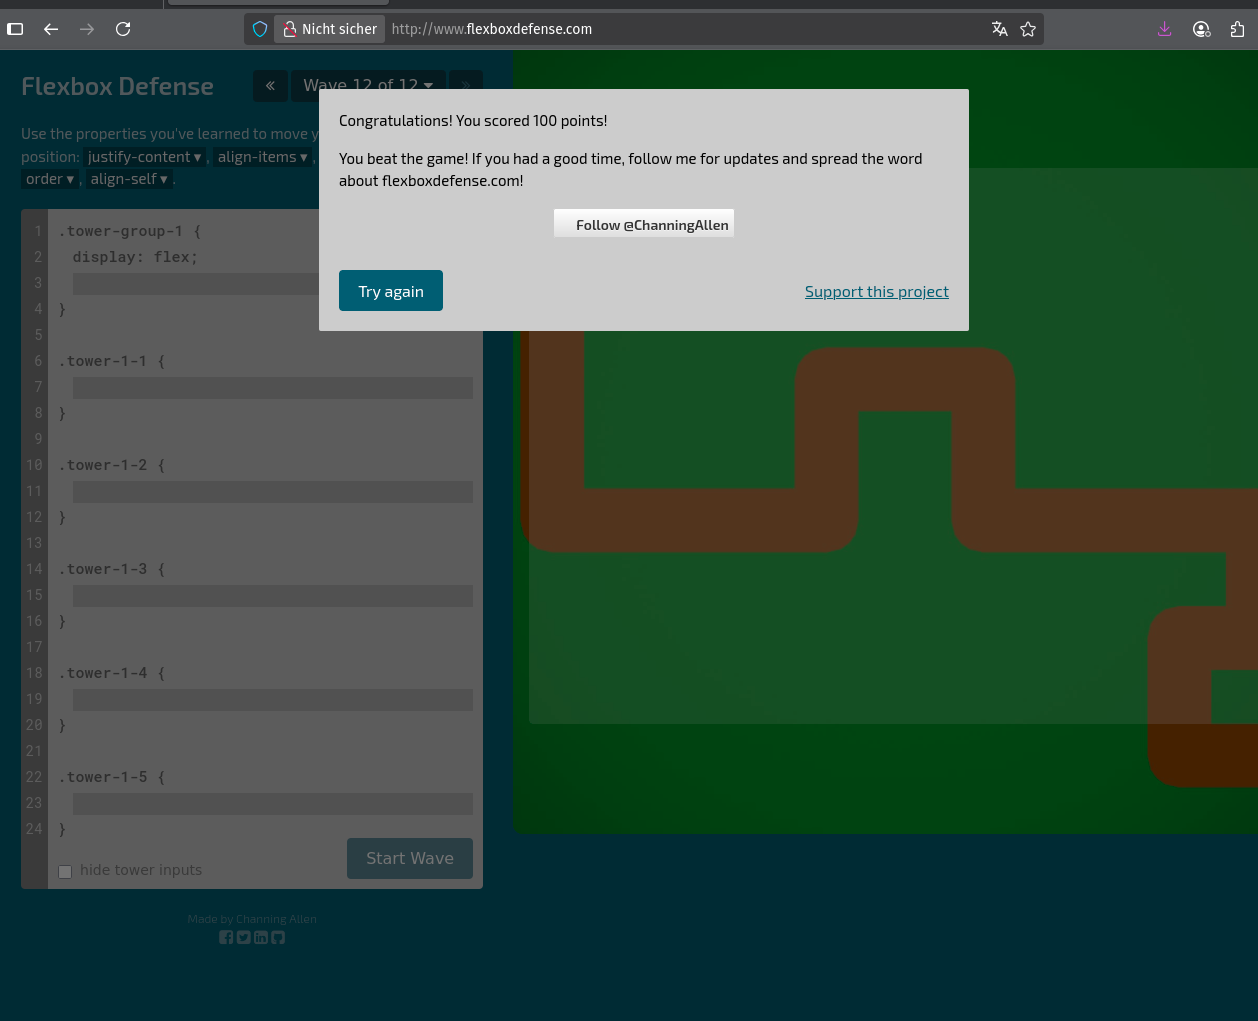 Nicht sicher
http://www.flexboxdefense.com
Flexbox Defense
«
Wave 12 of 12
»
Use the properties you've learned to move y
position: justify-content ▾ , align-items ▾ ,
order ▾ , align-self ▾ .
Congratulations! You scored 100 points!
You beat the game! If you had a good time, follow me for updates and spread the word
about flexboxdefense.com!
Follow @ChanningAllen
Try again
Support this project
1 .tower-group-1 {
2 display: flex;
3
4 }
5
6 .tower-1-1 {
7
8 }
9
10 .tower-1-2 {
11
12 }
13
14 .tower-1-3 {
15
16 }
17
18 .tower-1-4 {
19
20 }
21
22 .tower-1-5 {
23
24 }
hide tower inputs
Start Wave
Made by Channing Allen